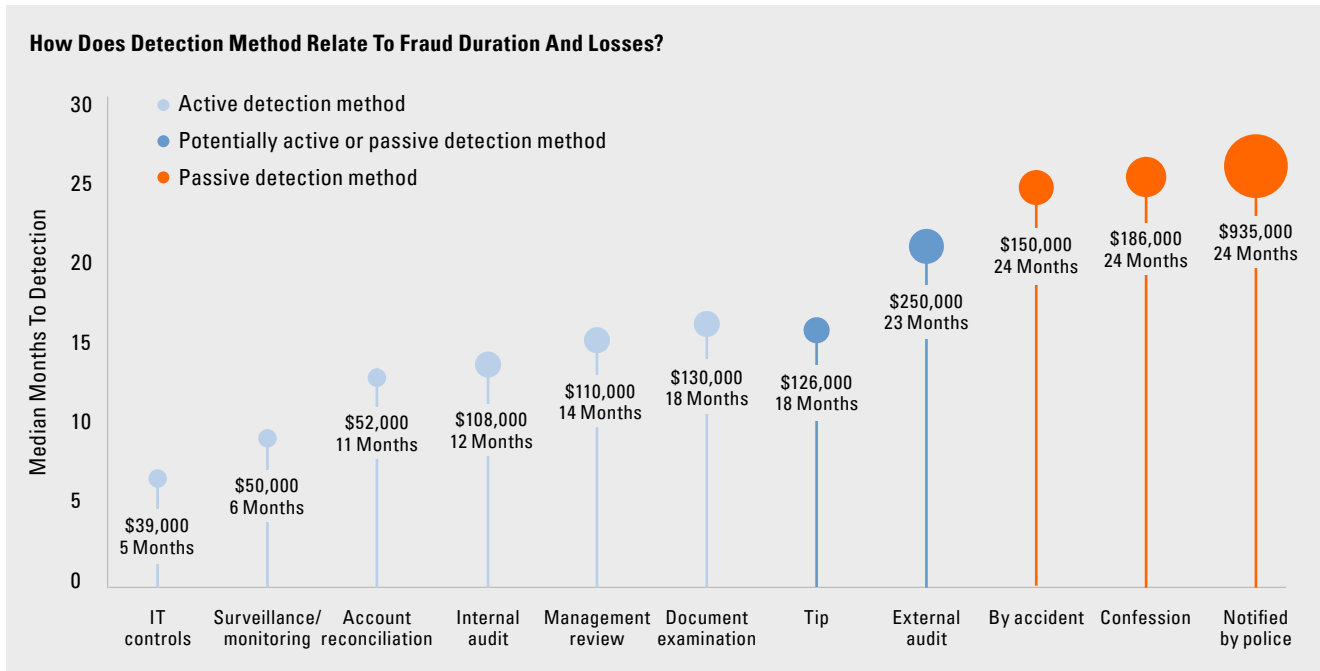 How Does Detection Method Relate To Fraud Duration And Losses?
Active detection method
Potentially active or passive detection method
Passive detection method
Median Months To Detection
30
25
20
15
10
5
0
$39,000
5 Months
$50,000
6 Months
$52,000
11 Months
$108,000
12 Months
$110,000
14 Months
$130,000
18 Months
$126,000
18 Months
$250,000
23 Months
$150,000
24 Months
$186,000
24 Months
$935,000
24 Months
IT
controls
Surveillance/
monitoring
Account
reconciliation
Internal
audit
Management
review
Document
examination
Tip
External
audit
By accident
Confession
Notified
by police